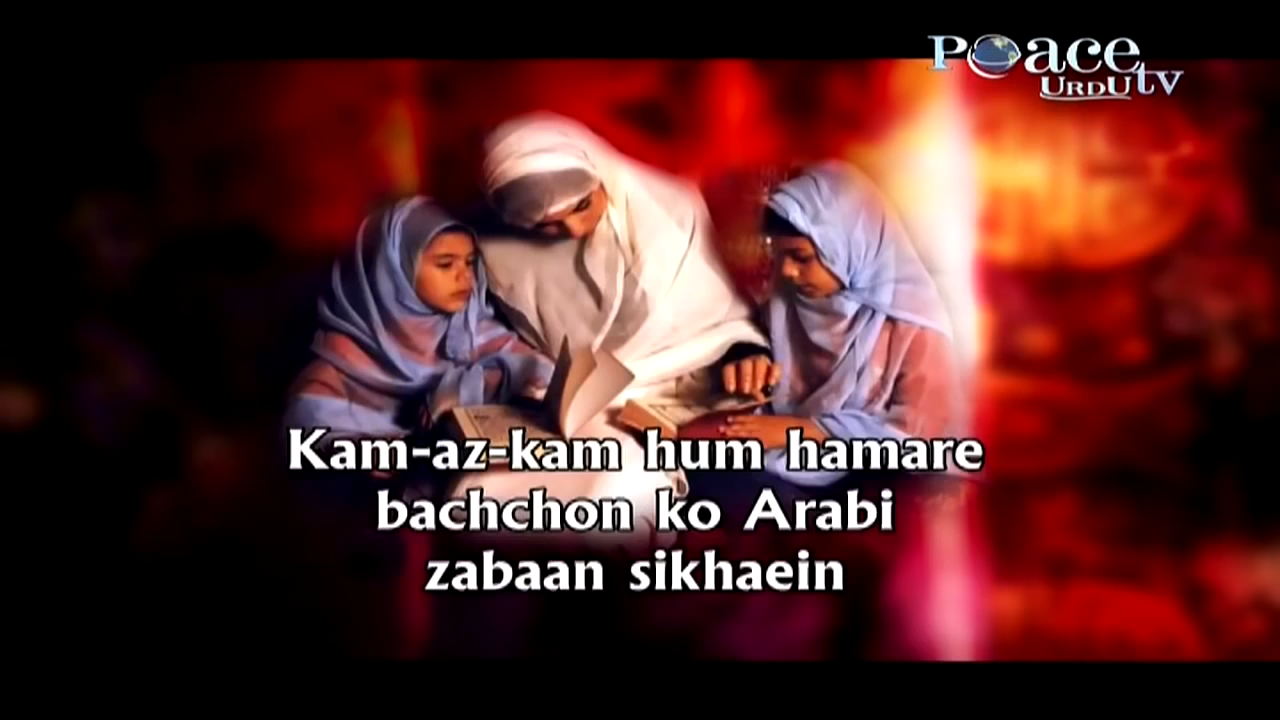 Peace tv
URDU
Kam-az-kam hum hamare
bachchon ko Arabi
zabaan sikhaein